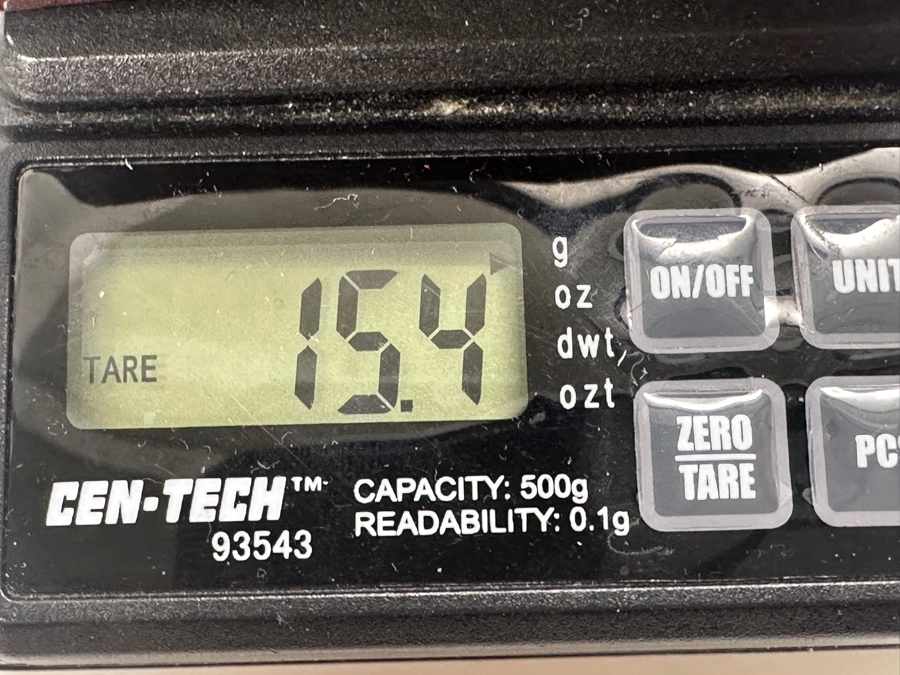 g
15.4
oz
TARE
dwt
ozt
ON/OFF
UNIT
ZERO
TARE
PCS
CEN-TECH™
93543
CAPACITY: 500g
READABILITY: 0.1g